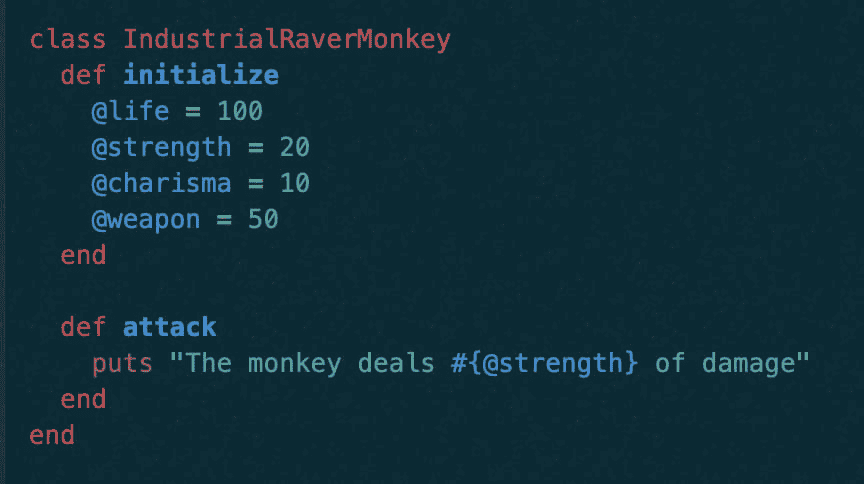 class IndustrialRaverMonkey
  def initialize
    @life = 100
    @strength = 20
    @charisma = 10
    @weapon = 50
  end

  def attack
    puts "The monkey deals #{@strength} of damage"
  end
end